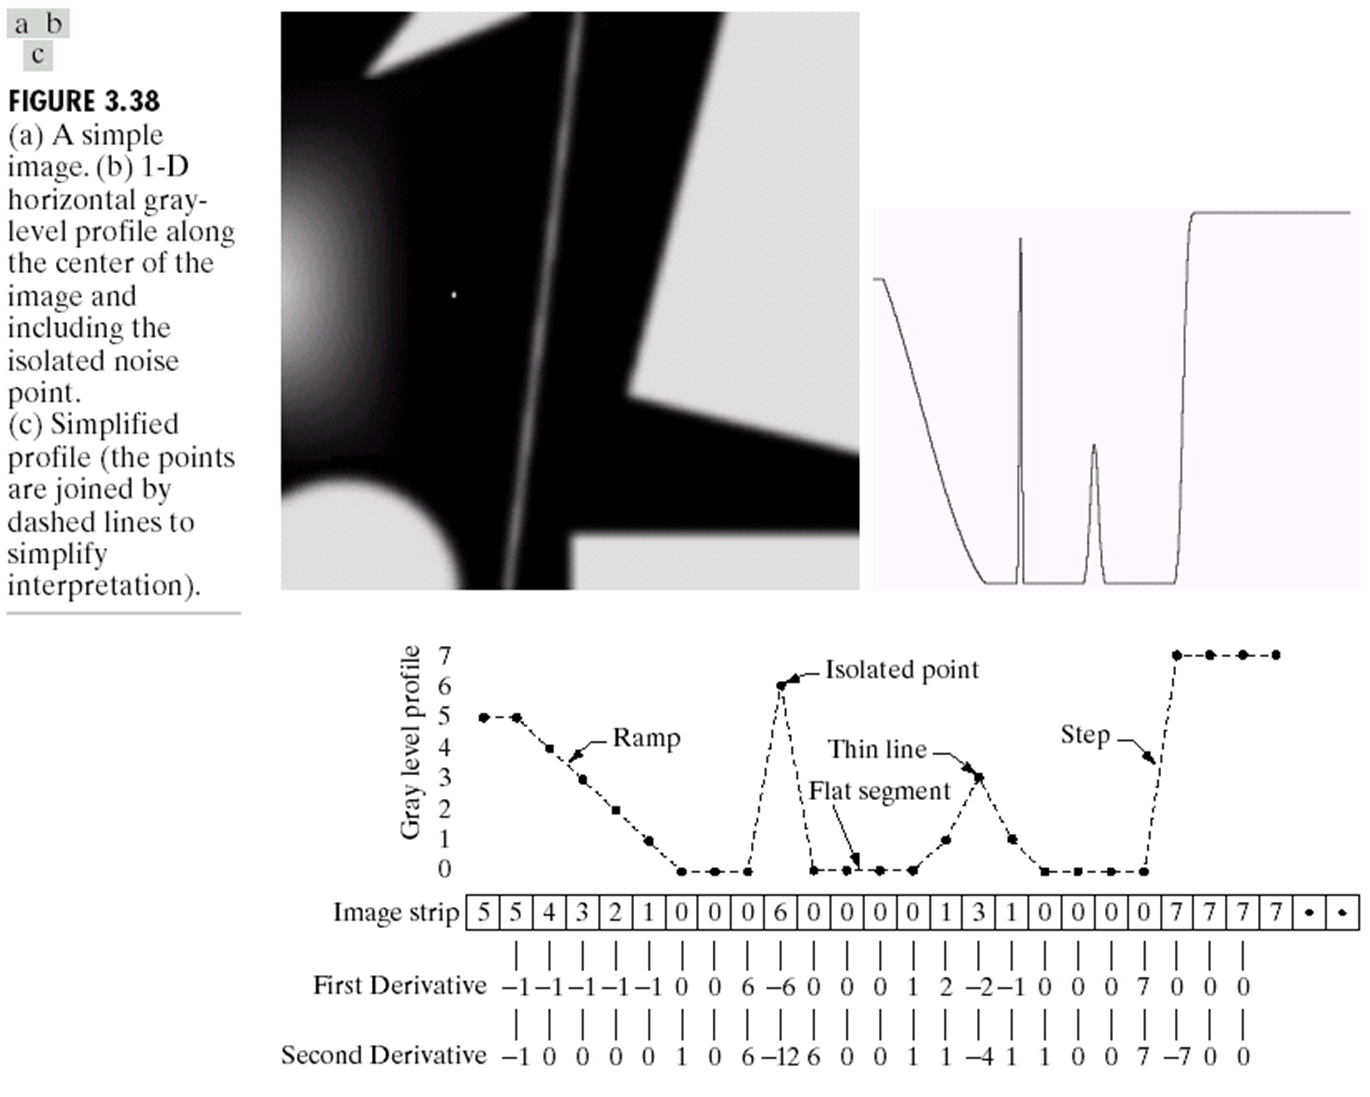 a b
c
FIGURE 3.38
(a) A simple
image. (b) 1-D
horizontal gray-
level profile along
the center of the
image and
including the
isolated noise
point.
(c) Simplified
profile (the points
are joined by
dashed lines to
simplify
interpretation).
Gray level profile
7
6
5
4
3
2
1
0
Isolated point
Ramp
Thin line
Flat segment
Step
Image strip 5 5 4 3 2 1 0 0 0 6 0 0 0 0 1 3 1 0 0 0 0 7 7 7 7 • •
First Derivative −1 −1 −1 −1 −1 0 0 6 −6 0 0 0 1 2 −2 −1 0 0 0 7 0 0 0
Second Derivative −1 0 0 0 0 1 0 6 −12 6 0 0 1 1 −4 1 1 0 0 7 −7 0 0